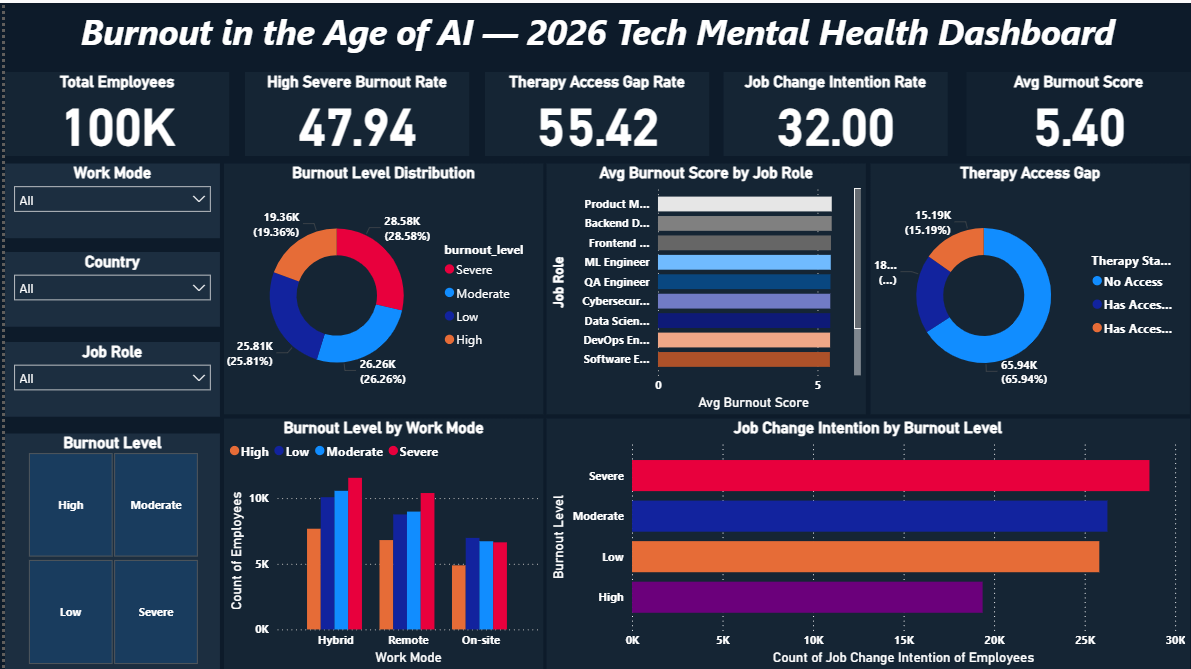 Burnout in the Age of AI — 2026 Tech Mental Health Dashboard
Total Employees
100K
High Severe Burnout Rate
47.94
Therapy Access Gap Rate
55.42
Job Change Intention Rate
32.00
Avg Burnout Score
5.40
Work Mode
All
Country
All
Job Role
All
Burnout Level
High
Moderate
Low
Severe
Burnout Level Distribution
19.36K
(19.36%)
28.58K
(28.58%)
25.81K
(25.81%)
26.26K
(26.26%)
burnout_level
Severe
Moderate
Low
High
Avg Burnout Score by Job Role
Job Role
Product M...
Backend D...
Frontend ...
ML Engineer
QA Engineer
Cybersecur...
Data Scien...
DevOps En...
Software E...
0 5
Avg Burnout Score
Therapy Access Gap
15.19K
(15.19%)
18...
(...)
65.94K
(65.94%)
Therapy Sta...
No Access
Has Acces...
Has Acces...
Burnout Level by Work Mode
High Low Moderate Severe
Count of Employees
10K
5K
0K
Hybrid Remote On-site
Work Mode
Job Change Intention by Burnout Level
Burnout Level
Severe
Moderate
Low
High
0K 5K 10K 15K 20K 25K 30K
Count of Job Change Intention of Employees